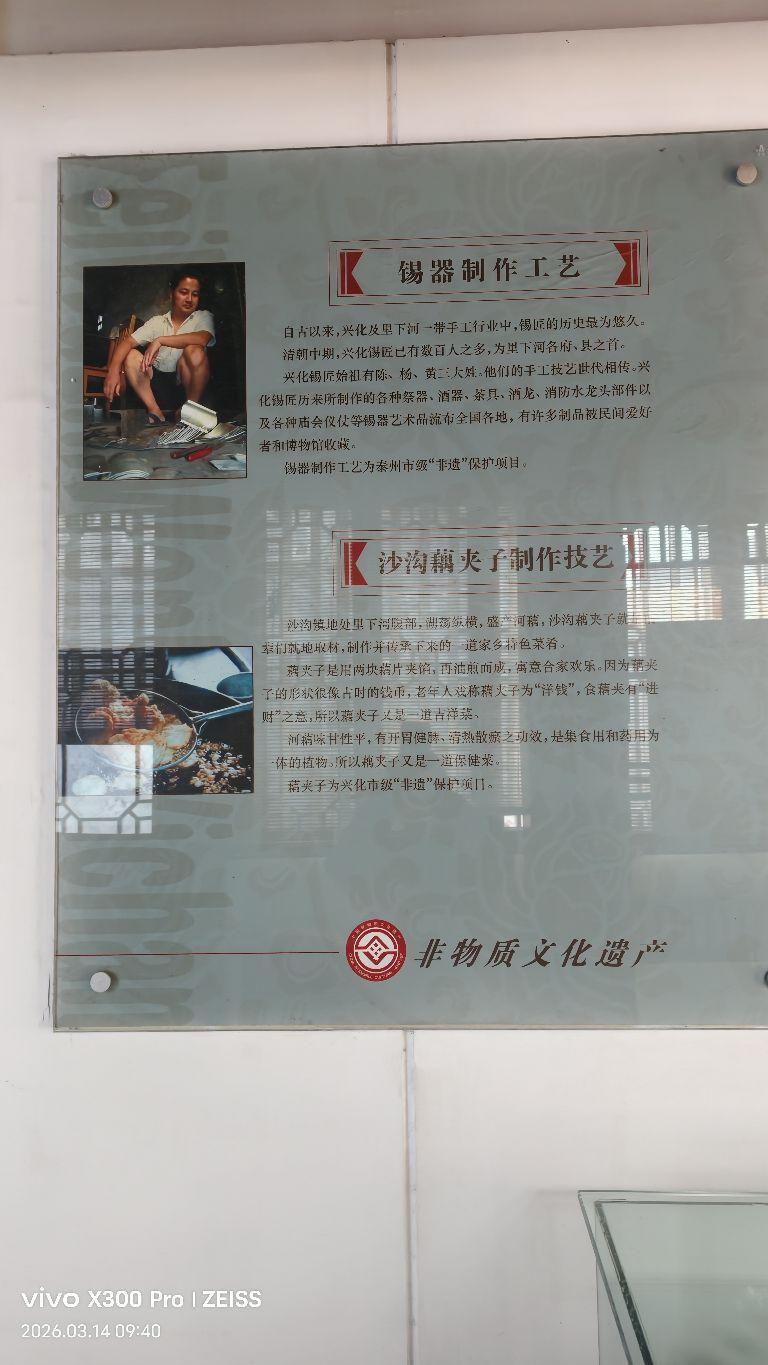 锡器制作工艺
自古以来,兴化及里下河一带手工行业中,锡匠的历史最为悠久。
清朝中期,兴化锡匠已有数百人之多,为里下河各府、县之首。
兴化锡匠始祖有陈、杨、黄三大姓。他们的手工技艺世代相传。兴
化锡匠历来所制作的各种祭器、酒器、茶具、酒龙、消防水龙头部件以
及各种庙会仪仗等锡器艺术品流布全国各地,有许多制品被民间爱好
者和博物馆收藏。
锡器制作工艺为泰州市级“非遗”保护项目。
沙沟藕夹子制作技艺
沙沟镇地处里下河腹部,湖荡纵横,盛产河藕,沙沟藕夹子就
辈们就地取材,制作并传承下来的一道家乡特色菜肴。
藕夹子是用两块藕片夹馅,再油煎而成,寓意合家欢乐。因为藕夹
子的形状很像古时的钱币,老年人戏称藕夹子为“洋钱”,食藕夹有“进
财”之意,所以藕夹子又是一道吉祥菜。
河藕味甘性平,有开胃健脾、清热散瘀之功效,是集食用和药用为
一体的植物。所以藕夹子又是一道保健菜。
藕夹子为兴化市级“非遗”保护项目。
非物质文化遗产
vivo X300 Pro | ZEISS
2026.03.14 09:40